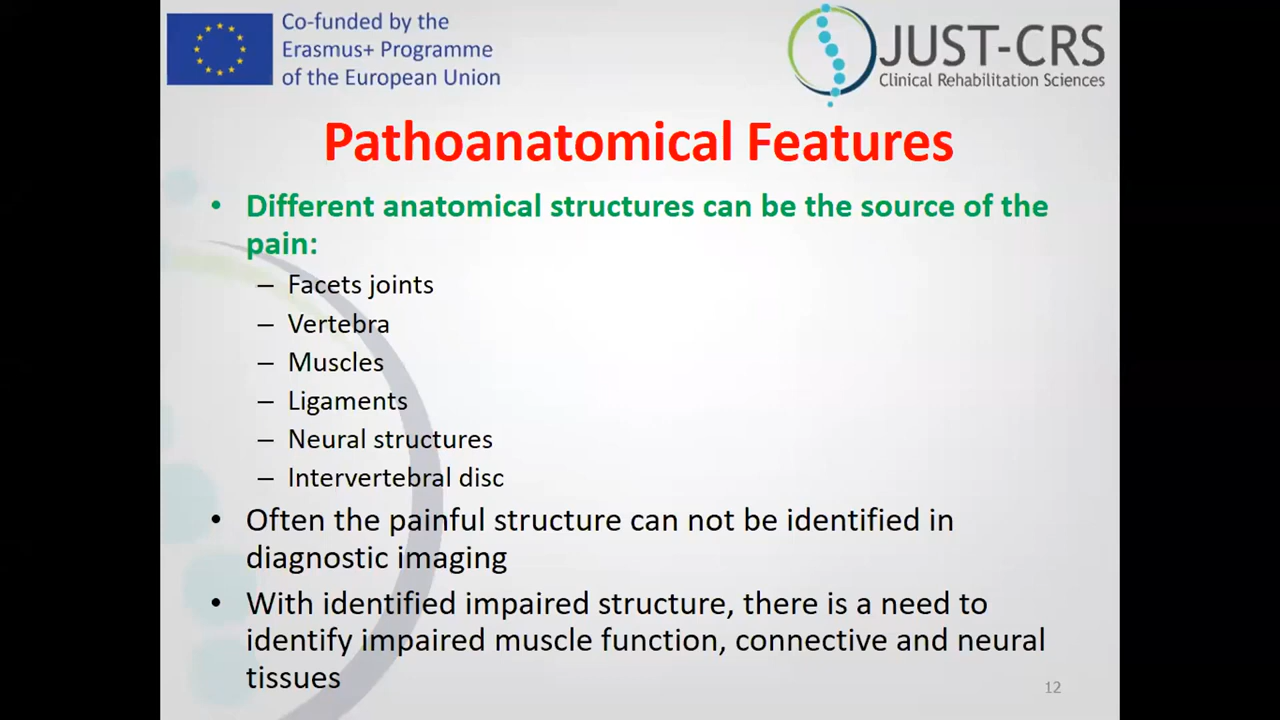 Co-funded by the
Erasmus+ Programme
of the European Union
JUST-CRS
Clinical Rehabilitation Sciences
Pathoanatomical Features
• Different anatomical structures can be the source of the
pain:
– Facets joints
– Vertebra
– Muscles
– Ligaments
– Neural structures
– Intervertebral disc
• Often the painful structure can not be identified in
diagnostic imaging
• With identified impaired structure, there is a need to
identify impaired muscle function, connective and neural
tissues
12